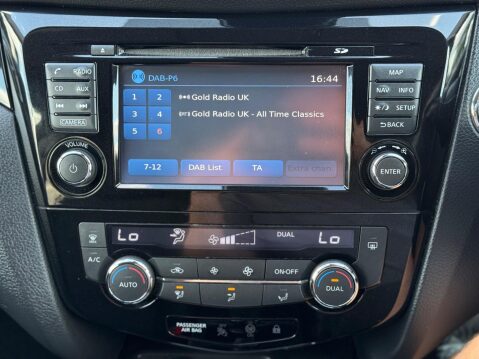 SD
RADIO
CD AUX
CAMERA
VOLUME
DAB-P6 16:44
1 2 Gold Radio UK
3 4 Gold Radio UK - All Time Classics
5 6
7-12 DAB List TA Extra chan.
MAP
NAV INFO
SETUP
BACK
ENTER
Lo DUAL Lo
A/C
AUTO
ON·OFF
DUAL
PASSENGER
AIR BAG